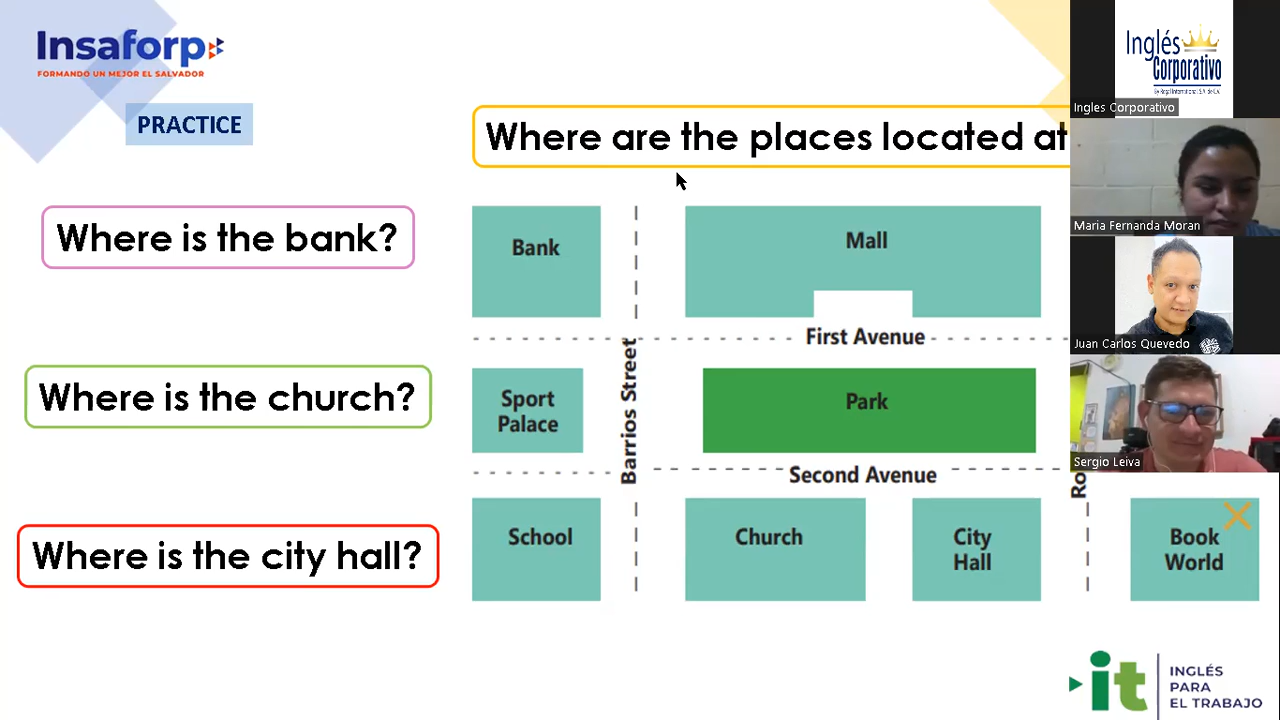 Insaforp
FORMANDO UN MEJOR EL SALVADOR
PRACTICE
Where are the places located at
Where is the bank?
Where is the church?
Where is the city hall?
Bank
Mall
First Avenue
Barrios Street
Sport
Palace
Park
Second Avenue
School
Church
City
Hall
Book
World
Inglés
Corporativo
Ingles Corporativo
Maria Fernanda Moran
Juan Carlos Quevedo
Sergio Leiva
it
INGLÉS
PARA
EL TRABAJO